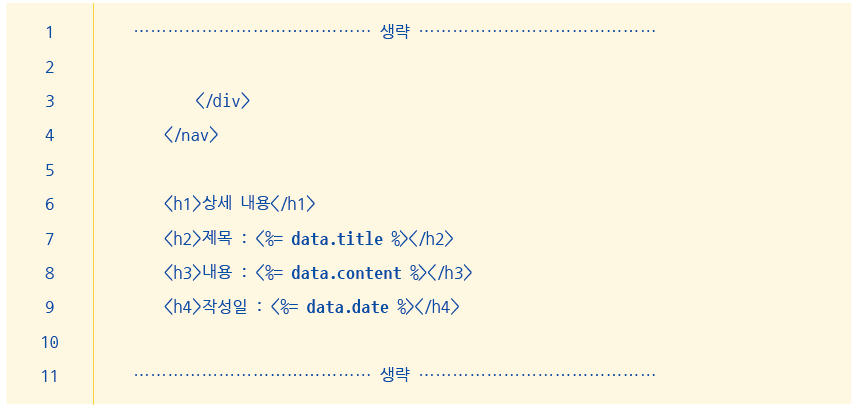 1 ………………………………… 생략 …………………………………
2
3 </div>
4 </nav>
5
6 <h1>상세 내용</h1>
7 <h2>제목 : <%= data.title %></h2>
8 <h3>내용 : <%= data.content %></h3>
9 <h4>작성일 : <%= data.date %></h4>
10
11 ………………………………… 생략 …………………………………